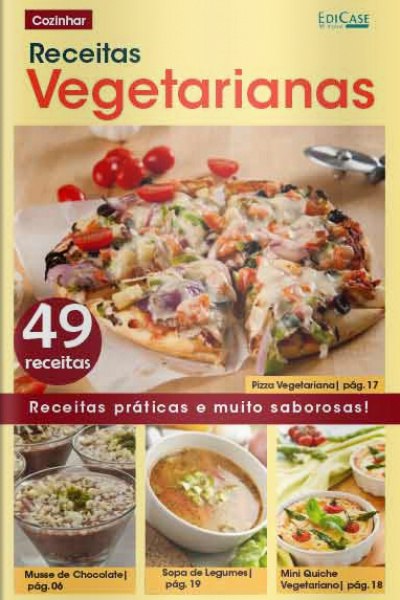 Cozinhar
EDICASE
Receitas
Vegetarianas
49
receitas
Pizza Vegetariana| pág.17
Receitas práticas e muito saborosas!
Musse de Chocolate|
pág.06
Sopa de Legumes|
pág. 19
Mini Quiche
Vegetariano| pág.18